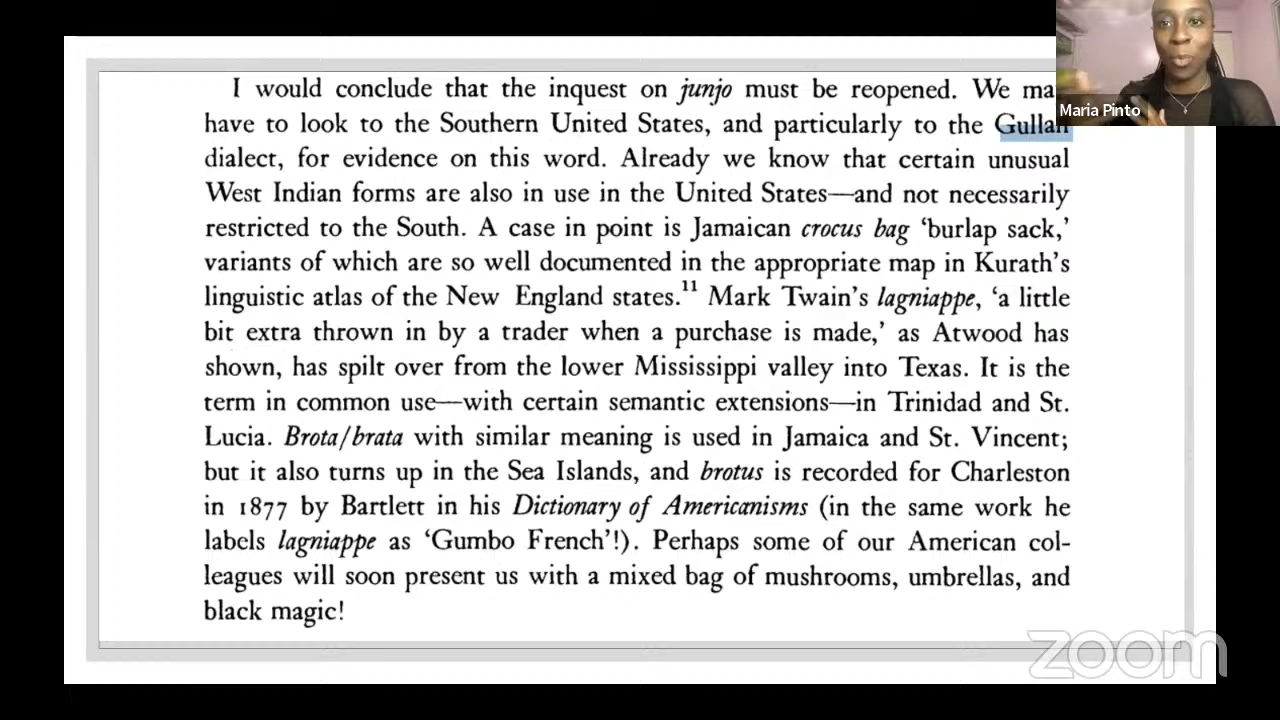 I would conclude that the inquest on junjo must be reopened. We ma
have to look to the Southern United States, and particularly to the Gullah
dialect, for evidence on this word. Already we know that certain unusual
West Indian forms are also in use in the United States—and not necessarily
restricted to the South. A case in point is Jamaican crocus bag ‘burlap sack,’
variants of which are so well documented in the appropriate map in Kurath’s
linguistic atlas of the New England states.11 Mark Twain’s lagniappe, ‘a little
bit extra thrown in by a trader when a purchase is made,’ as Atwood has
shown, has spilt over from the lower Mississippi valley into Texas. It is the
term in common use—with certain semantic extensions—in Trinidad and St.
Lucia. Brota/brata with similar meaning is used in Jamaica and St. Vincent;
but it also turns up in the Sea Islands, and brotus is recorded for Charleston
in 1877 by Bartlett in his Dictionary of Americanisms (in the same work he
labels lagniappe as ‘Gumbo French’!). Perhaps some of our American col-
leagues will soon present us with a mixed bag of mushrooms, umbrellas, and
black magic!
Maria Pinto
zoom